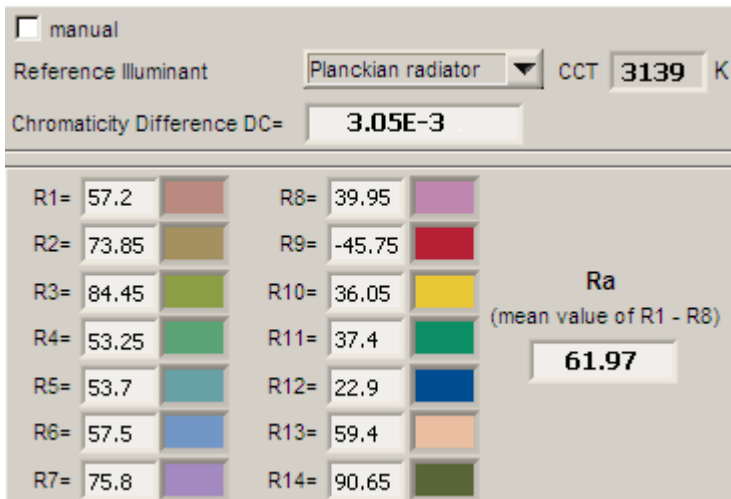 manual
Reference Illuminant Planckian radiator CCT 3139 K
Chromaticity Difference DC= 3.05E-3
R1= 57.2 R8= 39.95
R2= 73.85 R9= -45.75
R3= 84.45 R10= 36.05
R4= 53.25 R11= 37.4
R5= 53.7 R12= 22.9
R6= 57.5 R13= 59.4
R7= 75.8 R14= 90.65
Ra
(mean value of R1 - R8)
61.97